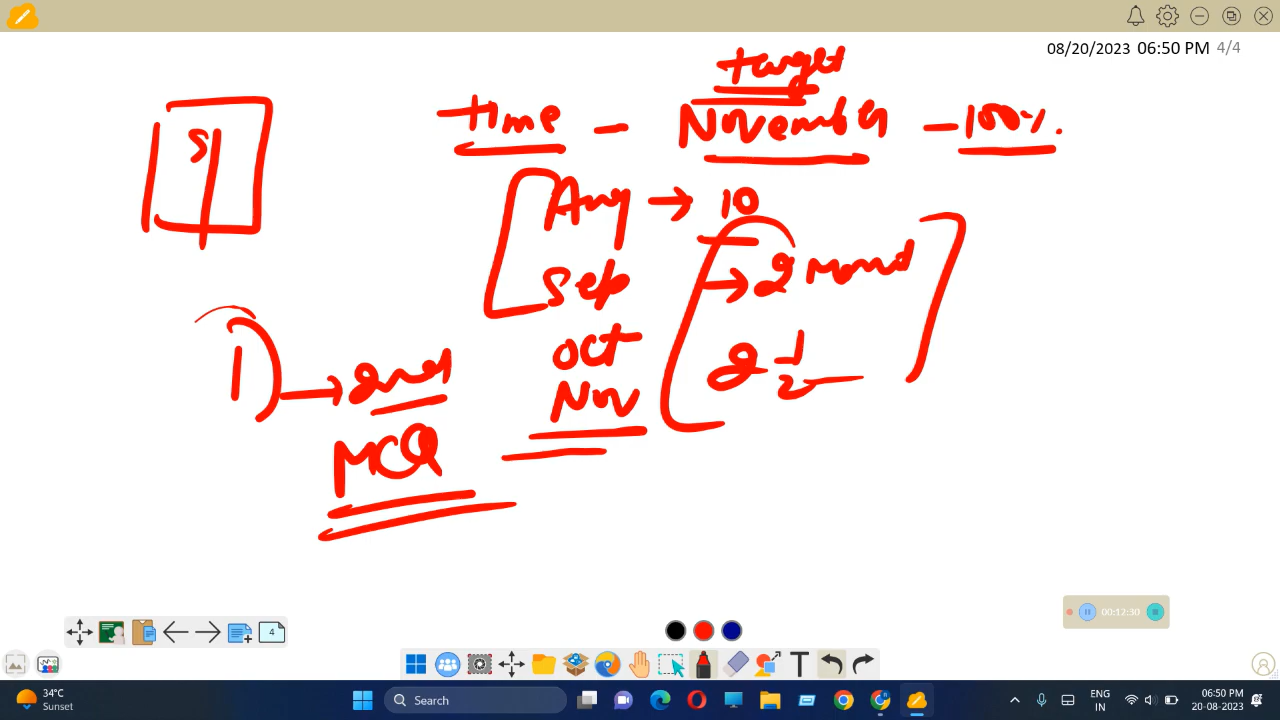 08/20/2023 06:50 PM 4/4
target
time - November - 100%.
Aug → 10
Sep → 2 
oct 2 1/2
Nov
1) → 2nd
MCQ
00:12:30
4
T
34°C
Sunset
Search
ENG
IN
06:50 PM
20-08-2023